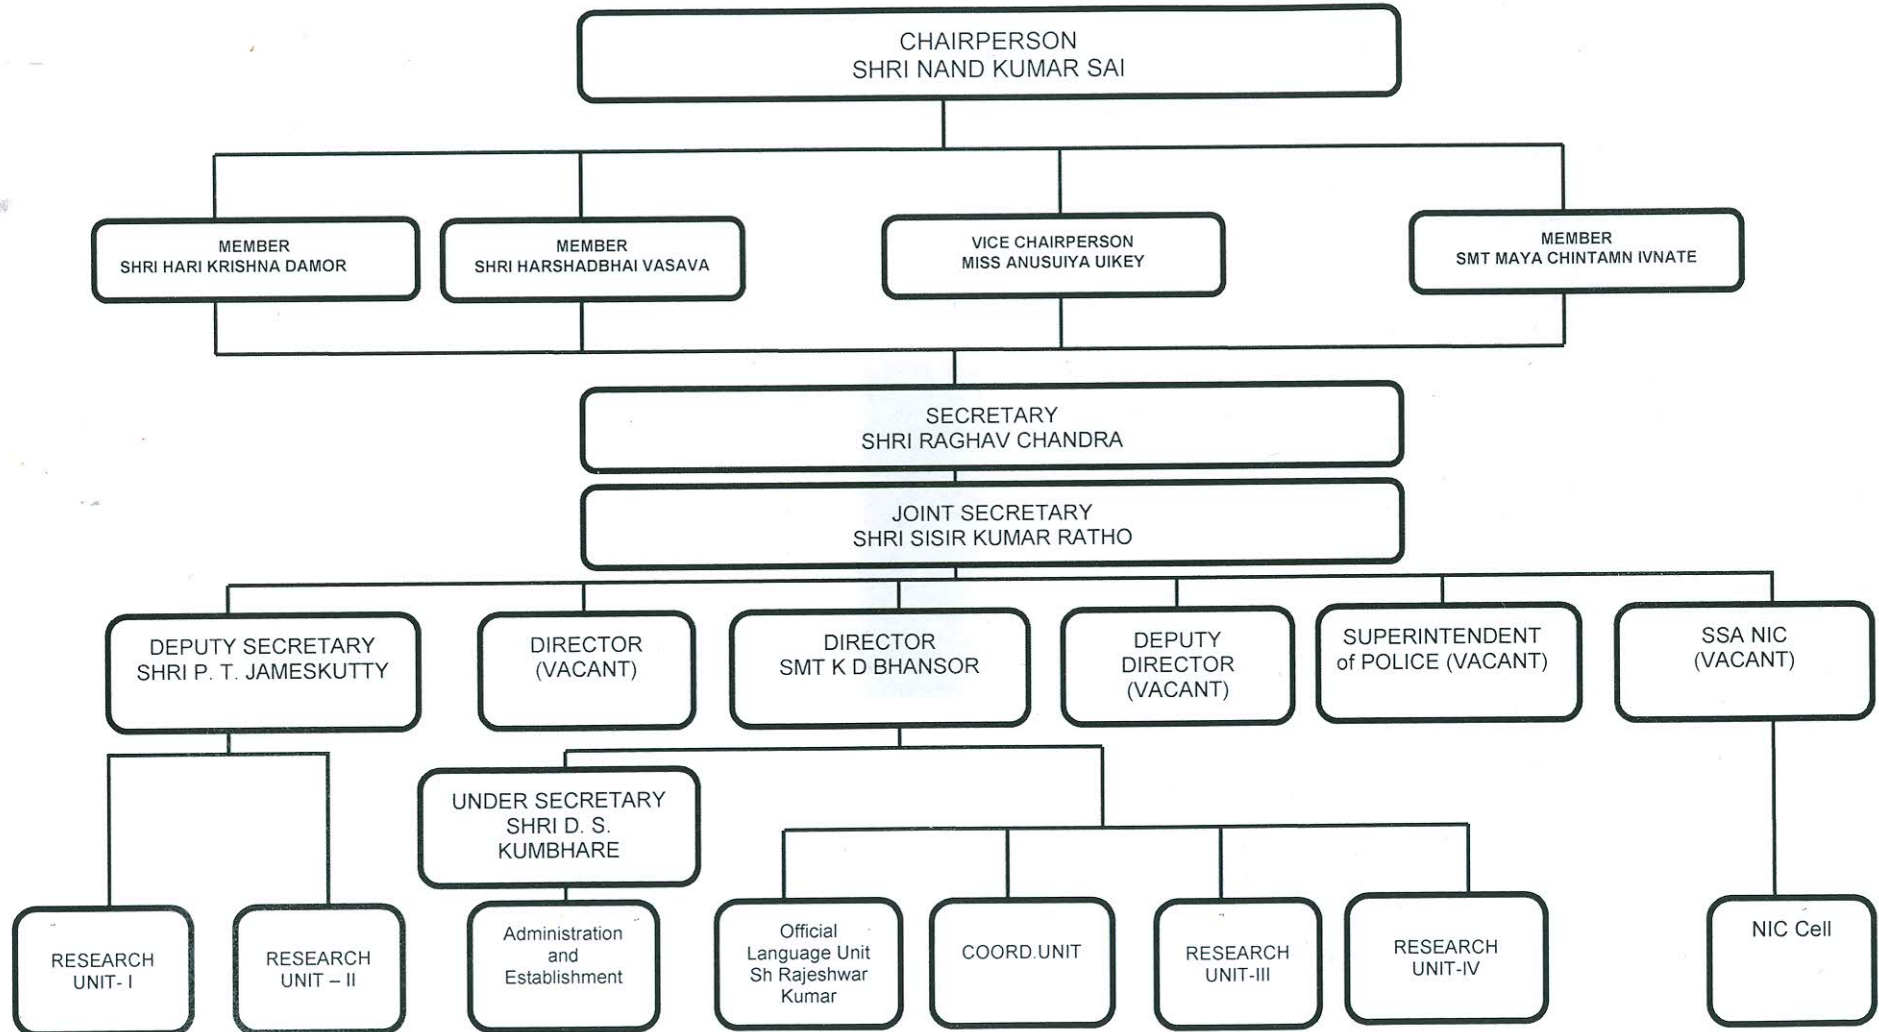 CHAIRPERSON
SHRI NAND KUMAR SAI
MEMBER
SHRI HARI KRISHNA DAMOR
MEMBER
SHRI HARSHADBHAI VASAVA
VICE CHAIRPERSON
MISS ANUSUIYA UIKEY
MEMBER
SMT MAYA CHINTAMN IVNATE
SECRETARY
SHRI RAGHAV CHANDRA
JOINT SECRETARY
SHRI SISIR KUMAR RATHO
DEPUTY SECRETARY
SHRI P. T. JAMESKUTTY
DIRECTOR
(VACANT)
DIRECTOR
SMT K D BHANSOR
DEPUTY
DIRECTOR
(VACANT)
SUPERINTENDENT
of POLICE (VACANT)
SSA NIC
(VACANT)
UNDER SECRETARY
SHRI D. S.
KUMBHARE
RESEARCH
UNIT- I
RESEARCH
UNIT – II
Administration
and
Establishment
Official
Language Unit
Sh Rajeshwar
Kumar
COORD.UNIT
RESEARCH
UNIT-III
RESEARCH
UNIT-IV
NIC Cell